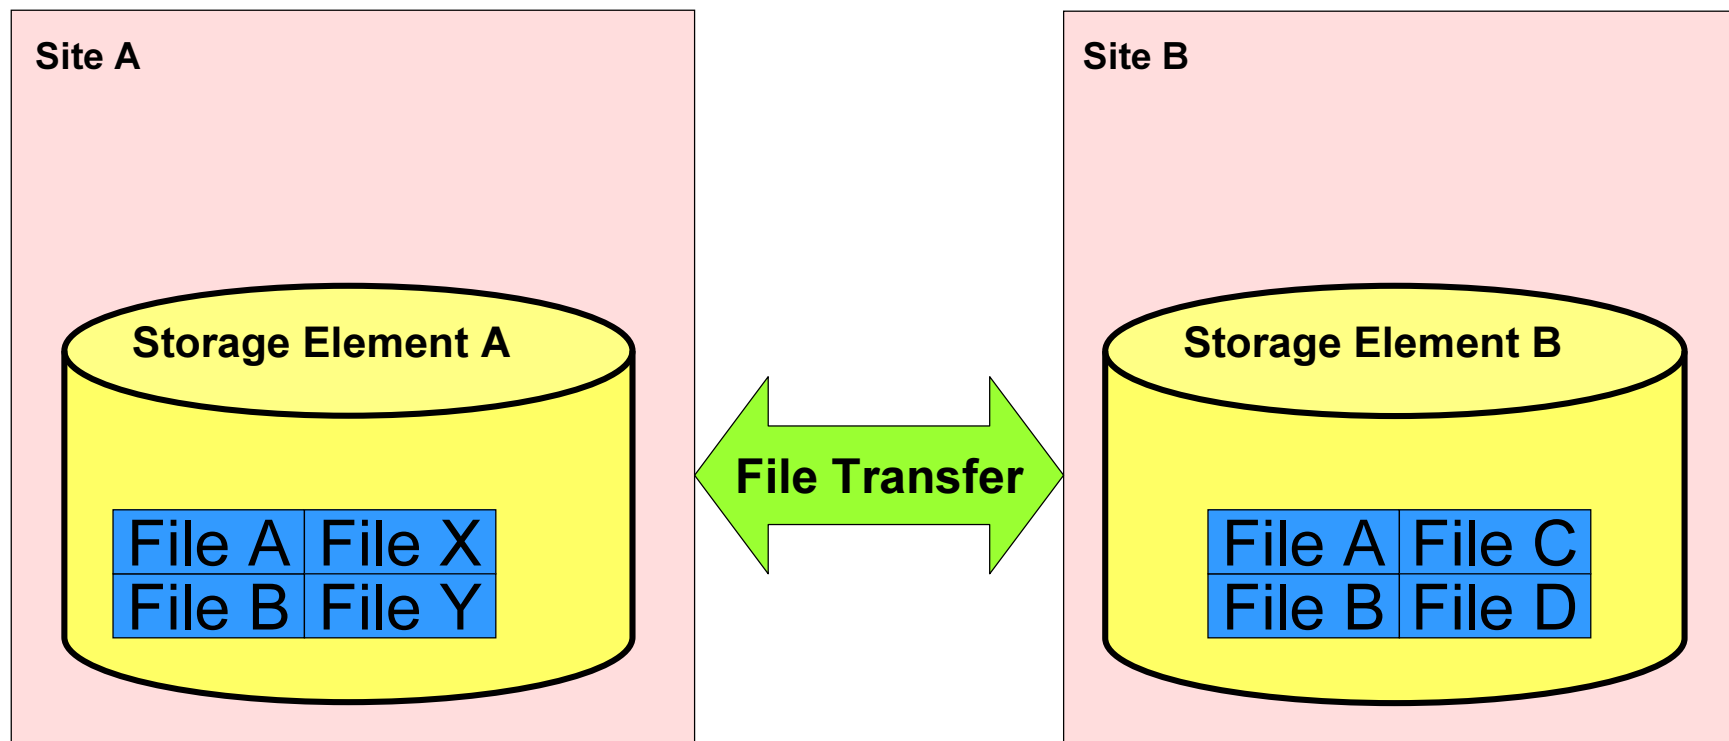 Site A
Site B
Storage Element A
Storage Element B
File Transfer
File A File X
File B File Y
File A File C
File B File D